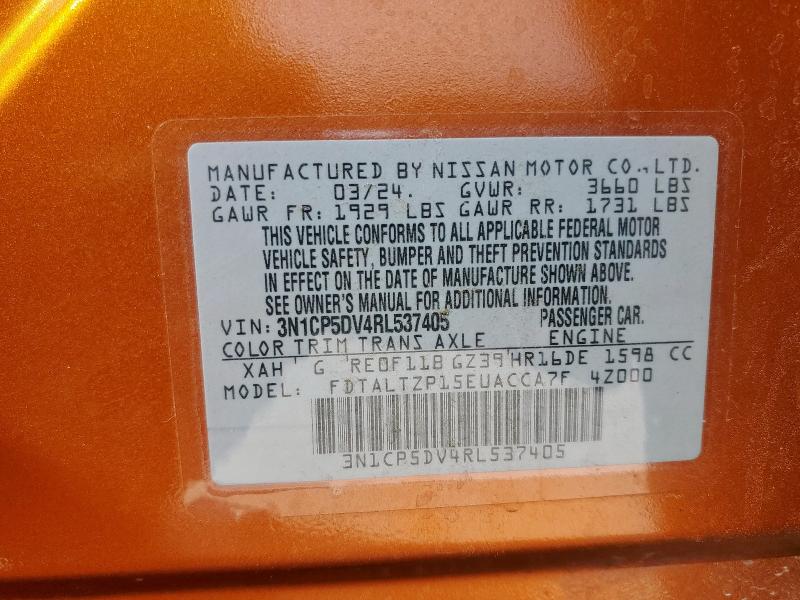 MANUFACTURED BY NISSAN MOTOR CO.,LTD.
DATE: 03/24. GVWR: 3660 LBS
GAWR FR: 1929 LBS GAWR RR: 1731 LBS
THIS VEHICLE CONFORMS TO ALL APPLICABLE FEDERAL MOTOR
VEHICLE SAFETY, BUMPER AND THEFT PREVENTION STANDARDS
IN EFFECT ON THE DATE OF MANUFACTURE SHOWN ABOVE.
SEE OWNER'S MANUAL FOR ADDITIONAL INFORMATION.
VIN: 3N1CP5DV4RL537405 PASSENGER CAR.
COLOR TRIM TRANS AXLE ENGINE
XAH G RE0F11B GZ39 HR16DE 1598 CC
MODEL: FDTALTZP15EUACCA7F 4Z000
3N1CP5DV4RL537405